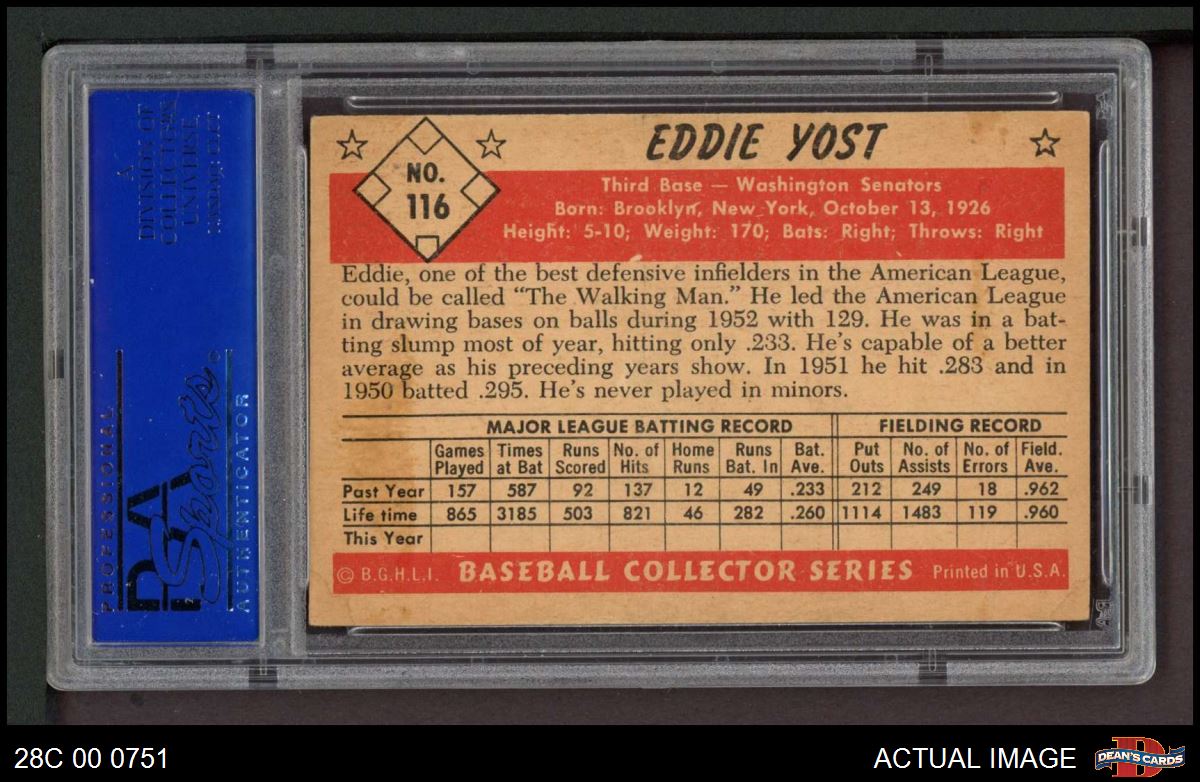 A
DIVISION OF
COLLECTORS
UNIVERSE
NASDAQ: CLCT
PROFESSIONAL
PSA
Sports
AUTHENTICATOR
NO.
116
EDDIE YOST
Third Base — Washington Senators
Born: Brooklyn, New York, October 13, 1926
Height: 5-10; Weight: 170; Bats: Right; Throws: Right
Eddie, one of the best defensive infielders in the American League,
could be called “The Walking Man.” He led the American League
in drawing bases on balls during 1952 with 129. He was in a bat-
ting slump most of year, hitting only .233. He's capable of a better
average as his preceding years show. In 1951 he hit .283 and in
1950 batted .295. He's never played in minors.
MAJOR LEAGUE BATTING RECORD FIELDING RECORD
Games Times Runs No. of Home Runs Bat. Put No. of No. of Field.
Played at Bat Scored Hits Runs Bat. In Ave. Outs Assists Errors Ave.
Past Year 157 587 92 137 12 49 .233 212 249 18 .962
Life time 865 3185 503 821 46 282 .260 1114 1483 119 .960
This Year
© B.G.H.L.I. BASEBALL COLLECTOR SERIES Printed in U.S.A.
28C 00 0751
ACTUAL IMAGE
DEAN'S CARDS